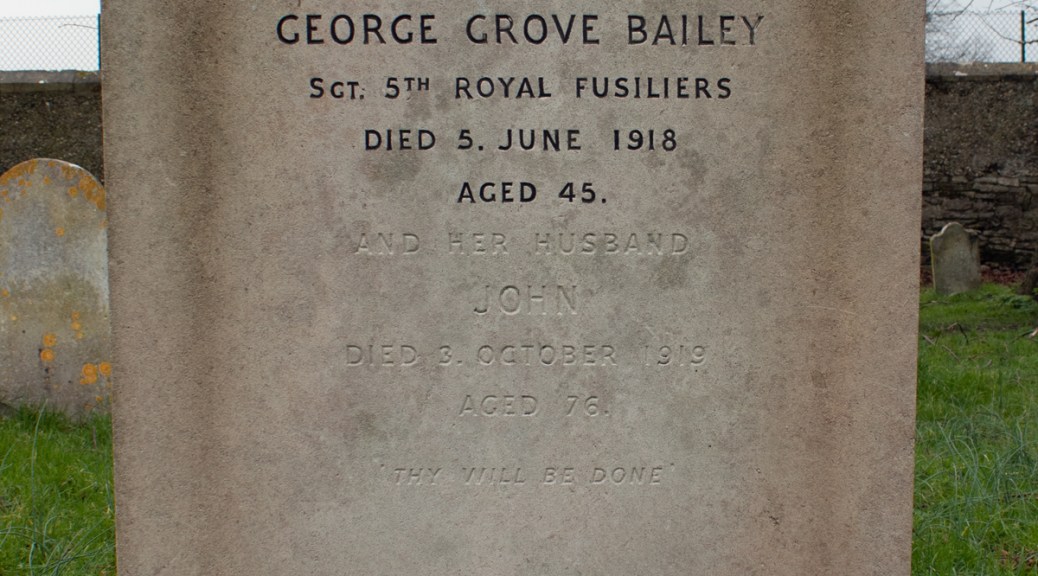 GEORGE GROVE BAILEY
SGT. 5TH ROYAL FUSILIERS
DIED 5. JUNE 1918
AGED 45.
AND HER HUSBAND
JOHN
DIED 3. OCTOBER 1919
AGED 76.
'THY WILL BE DONE'